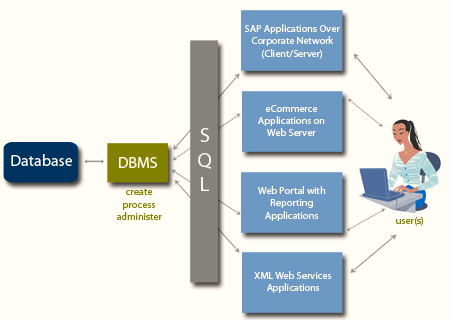 Database
DBMS
create
process
administer
SQL
SAP Applications Over
Corporate Network
(Client/Server)
eCommerce
Applications on
Web Server
Web Portal with
Reporting
Applications
XML Web Services
Applications
user(s)